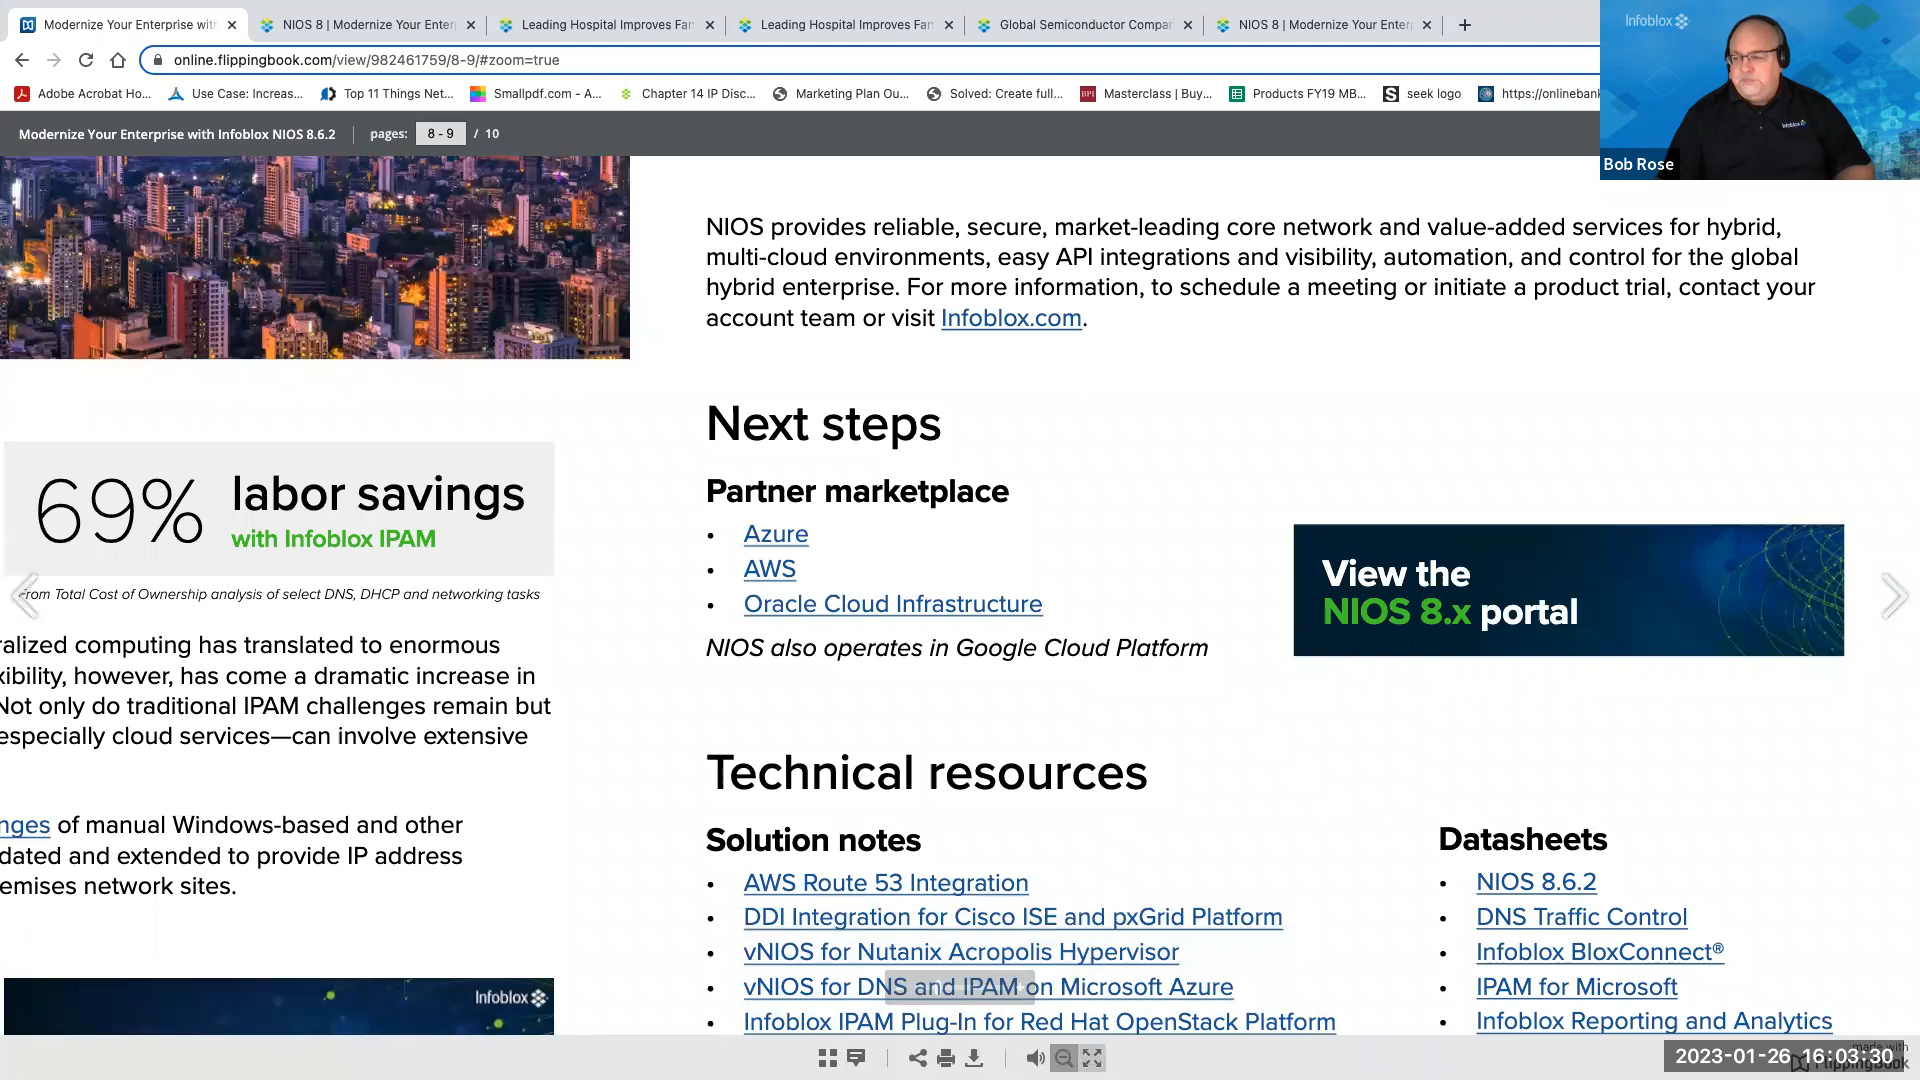 Modernize Your Enterprise with
NIOS 8 | Modernize Your Enter
Leading Hospital Improves Fam
Leading Hospital Improves Fam
Global Semiconductor Compa
NIOS 8 | Modernize Your Enter
online.flippingbook.com/view/982461759/8-9/#zoom=true
Adobe Acrobat Ho...
Use Case: Increas...
Top 11 Things Net...
Smallpdf.com - A...
Chapter 14 IP Disc...
Marketing Plan Ou...
Solved: Create full...
BPI
Masterclass | Buy...
Products FY19 MB...
seek logo
https://onlinebank
Infoblox
Bob Rose
Modernize Your Enterprise with Infoblox NIOS 8.6.2
pages: 8 - 9 / 10
NIOS provides reliable, secure, market-leading core network and value-added services for hybrid,
multi-cloud environments, easy API integrations and visibility, automation, and control for the global
hybrid enterprise. For more information, to schedule a meeting or initiate a product trial, contact your
account team or visit Infoblox.com.
69% labor savings
with Infoblox IPAM
From Total Cost of Ownership analysis of select DNS, DHCP and networking tasks
ralized computing has translated to enormous
xibility, however, has come a dramatic increase in
Not only do traditional IPAM challenges remain but
especially cloud services—can involve extensive
nges of manual Windows-based and other
dated and extended to provide IP address
emises network sites.
Infoblox
Next steps
Partner marketplace
• Azure
• AWS
• Oracle Cloud Infrastructure
NIOS also operates in Google Cloud Platform
View the
NIOS 8.x portal
Technical resources
Solution notes
• AWS Route 53 Integration
• DDI Integration for Cisco ISE and pxGrid Platform
• vNIOS for Nutanix Acropolis Hypervisor
• vNIOS for DNS and IPAM on Microsoft Azure
• Infoblox IPAM Plug-In for Red Hat OpenStack Platform
Datasheets
• NIOS 8.6.2
• DNS Traffic Control
• Infoblox BloxConnect®
• IPAM for Microsoft
• Infoblox Reporting and Analytics
made with
FlippingBook
2023-01-26 16:03:30